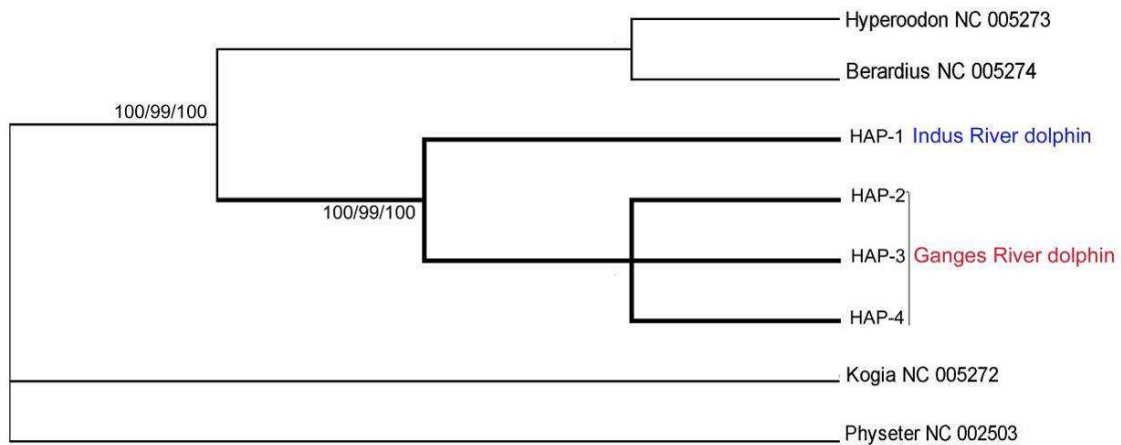 Hyperoodon NC 005273
Berardius NC 005274
100/99/100
HAP-1 Indus River dolphin
HAP-2
100/99/100
HAP-3 Ganges River dolphin
HAP-4
Kogia NC 005272
Physeter NC 002503